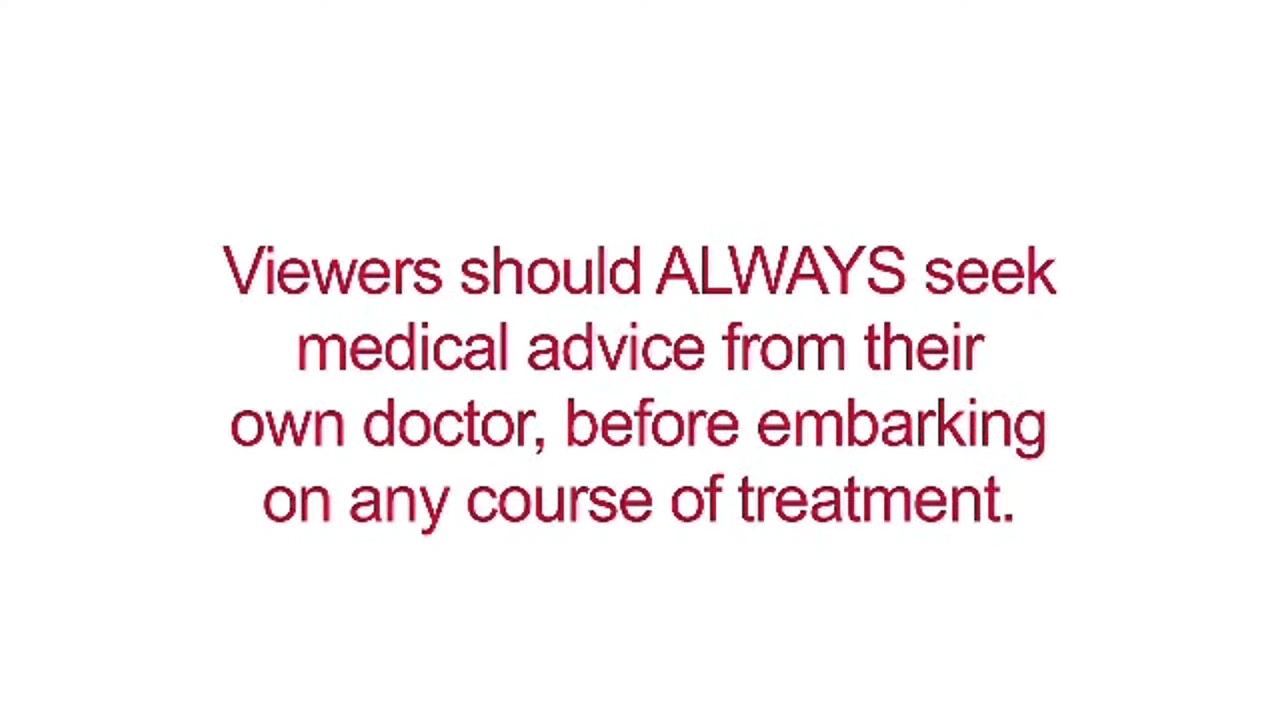 Viewers should ALWAYS seek
medical advice from their
own doctor, before embarking
on any course of treatment.